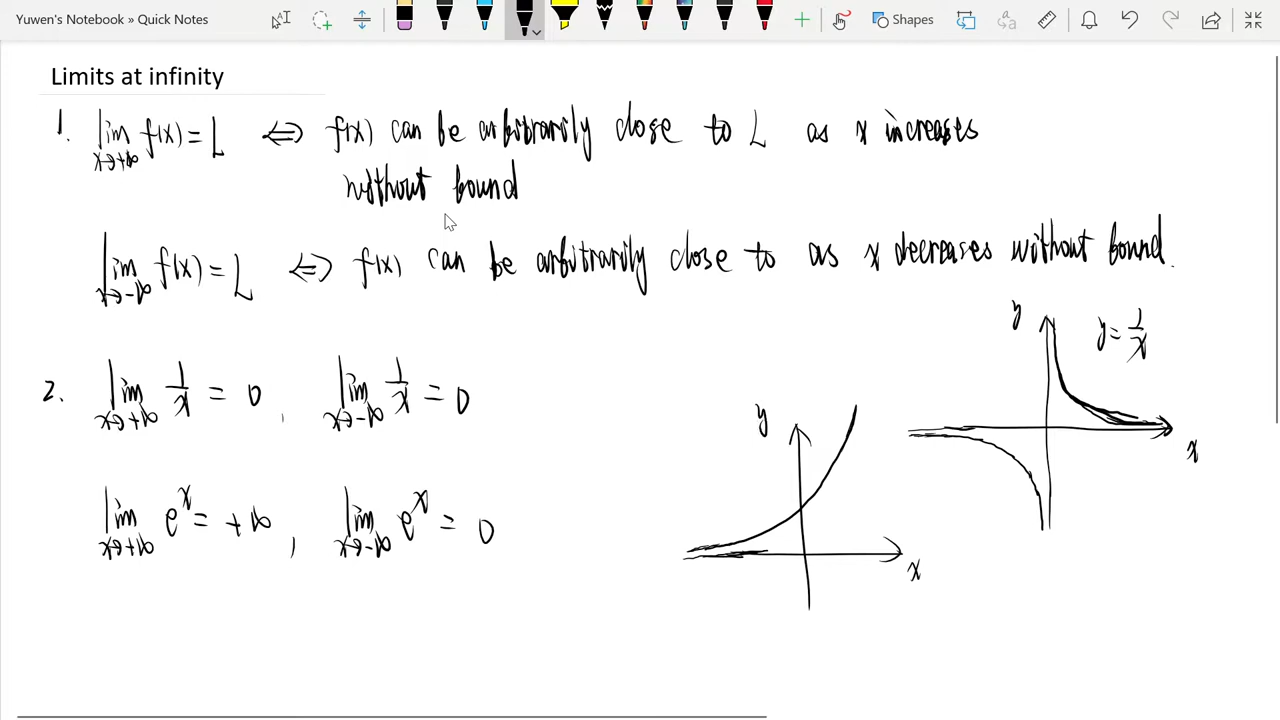 Yuwen's Notebook » Quick Notes
Shapes
Limits at infinity
1. lim x→+∞ f(x) = L ⇔ f(x) can be arbitrarily close to L as x increases
without bound
lim x→-∞ f(x) = L ⇔ f(x) can be arbitrarily close to as x decreases without bound.
y
y = 1/x
x
2. lim x→+∞ 1/x = 0, lim x→-∞ 1/x = 0
y
x
lim x→+∞ e^x = +∞, lim x→-∞ e^x = 0